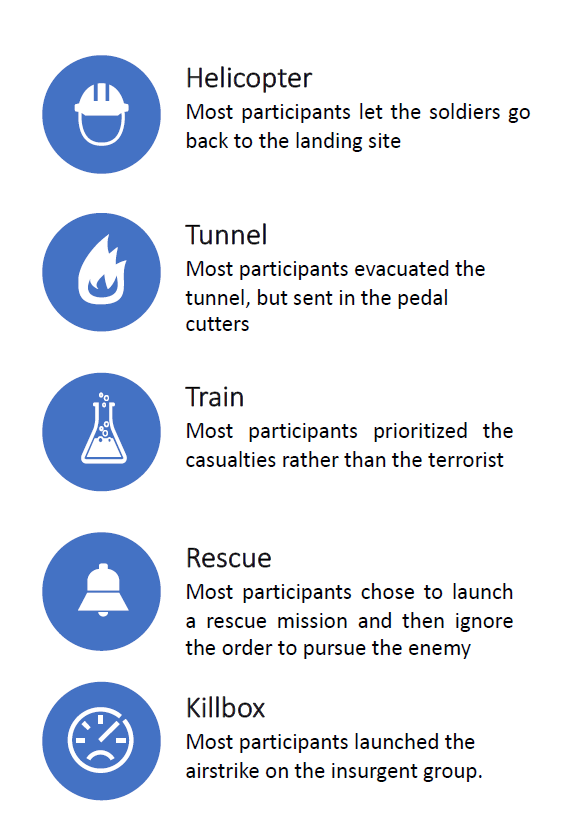 Helicopter
Most participants let the soldiers go
back to the landing site
Tunnel
Most participants evacuated the
tunnel, but sent in the pedal
cutters
Train
Most participants prioritized the
casualties rather than the terrorist
Rescue
Most participants chose to launch
a rescue mission and then ignore
the order to pursue the enemy
Killbox
Most participants launched the
airstrike on the insurgent group.